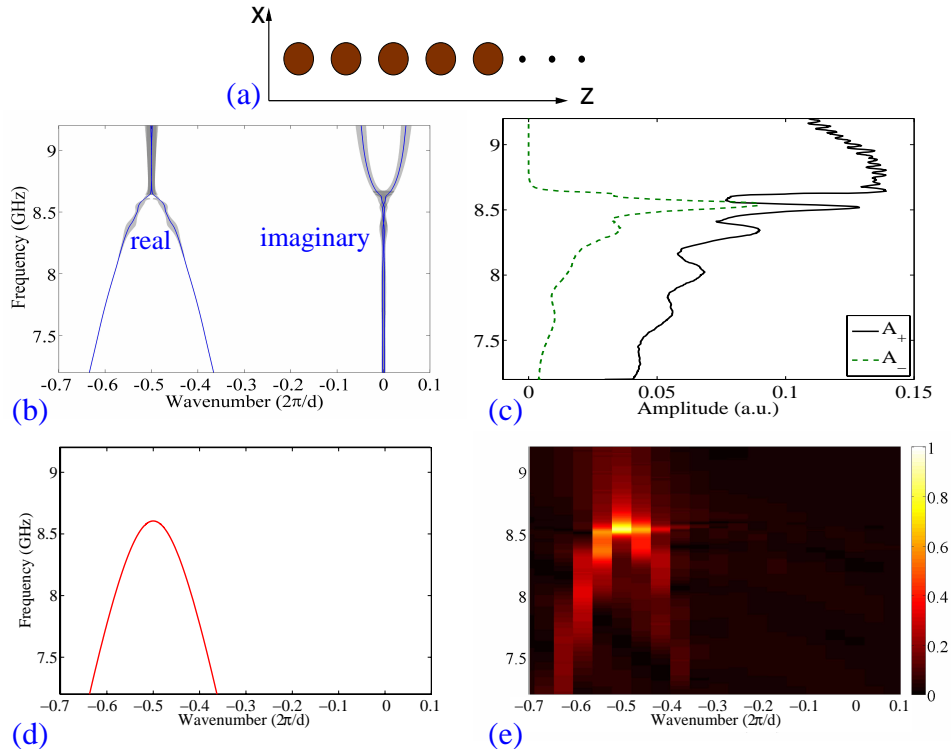 X
Z
(a)
9
8.5
8
7.5
Frequency (GHz)
real
imaginary
-0.7 -0.6 -0.5 -0.4 -0.3 -0.2 -0.1 0 0.1
Wavenumber (2π/d)
(b)
9
8.5
8
7.5
A+
A−
0 0.05 0.1 0.15
Amplitude (a.u.)
(c)
9
8.5
8
7.5
Frequency (GHz)
−0.7 −0.6 −0.5 −0.4 −0.3 −0.2 −0.1 0 0.1
Wavenumber (2π/d)
(d)
9
8.5
8
7.5
Frequency (GHz)
−0.7 −0.6 −0.5 −0.4 −0.3 −0.2 −0.1 0 0.1
Wavenumber (2π/d)
1
0.8
0.6
0.4
0.2
0
(e)